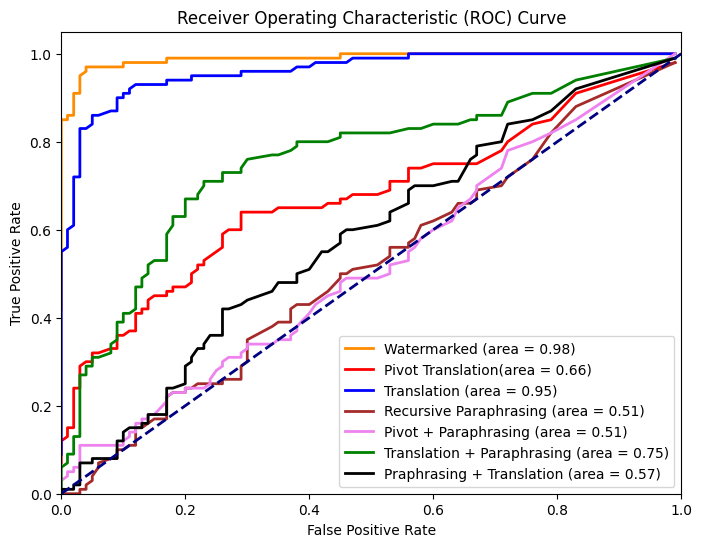 Receiver Operating Characteristic (ROC) Curve
True Positive Rate
1.0
0.8
0.6
0.4
0.2
0.0
Watermarked (area = 0.98)
Pivot Translation(area = 0.66)
Translation (area = 0.95)
Recursive Paraphrasing (area = 0.51)
Pivot + Paraphrasing (area = 0.51)
Translation + Paraphrasing (area = 0.75)
Praphrasing + Translation (area = 0.57)
0.0 0.2 0.4 0.6 0.8 1.0
False Positive Rate